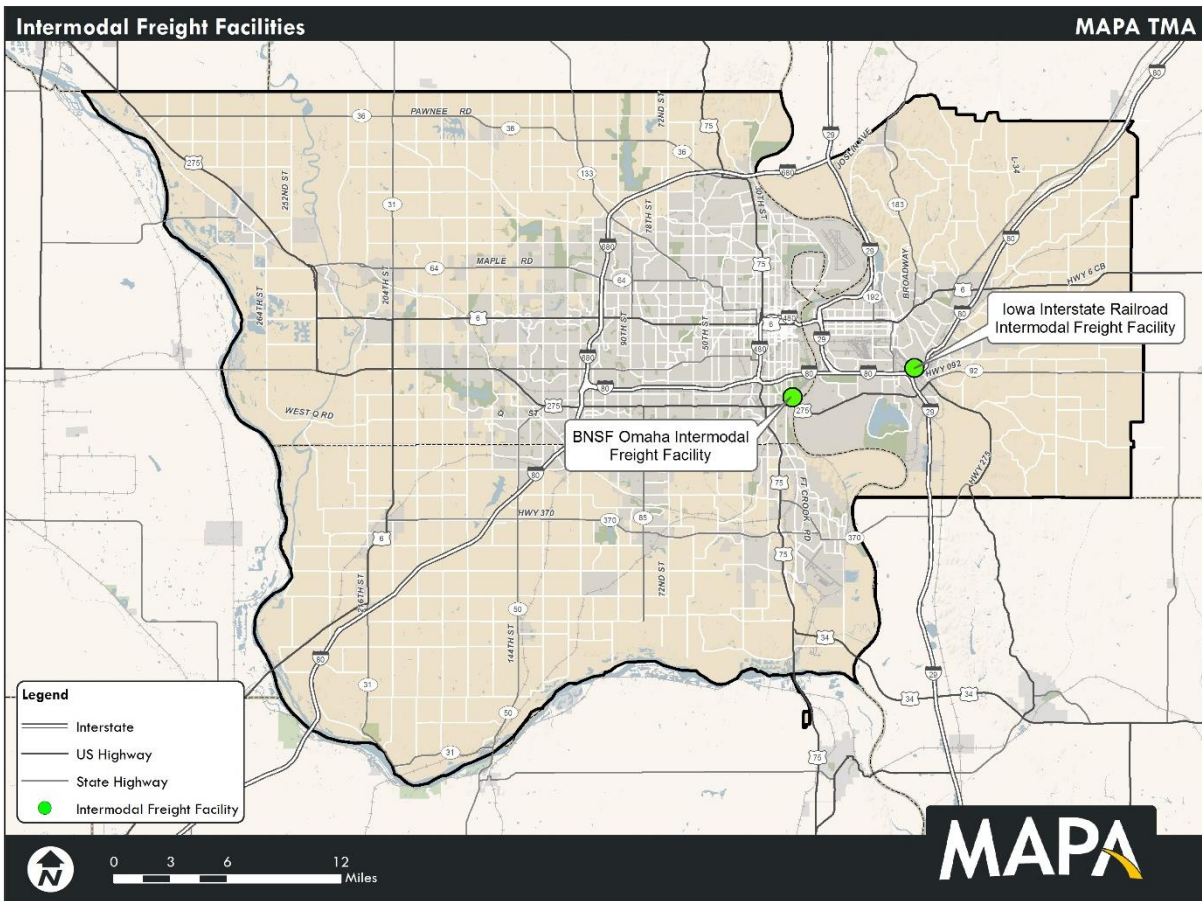 Intermodal Freight Facilities
MAPA TMA
80
PAWNEE RD
36
36
36
72ND ST
75
29
JOSLIN AVE
680
275
252ND ST
31
133
78TH ST
30TH ST
L-34
183
80
680
29
MAPLE RD
64
64
75
BROADWAY
264TH ST
204TH ST
192
HWY 6 CB
6
6
90TH ST
50TH ST
480
6
29
80
Iowa Interstate Railroad
Intermodal Freight Facility
680
480
80
80
80
HWY 092
92
WEST Q RD
275
Q ST
275
29
BNSF Omaha Intermodal
Freight Facility
80
75
HWY 275
HWY 370
370
85
FT CROOK RD
370
6
216TH ST
72ND ST
75
144TH ST
50
34
80
31
50
29
34
34
31
75
Legend
Interstate
US Highway
State Highway
Intermodal Freight Facility
N
0 3 6 12
Miles
MAPA